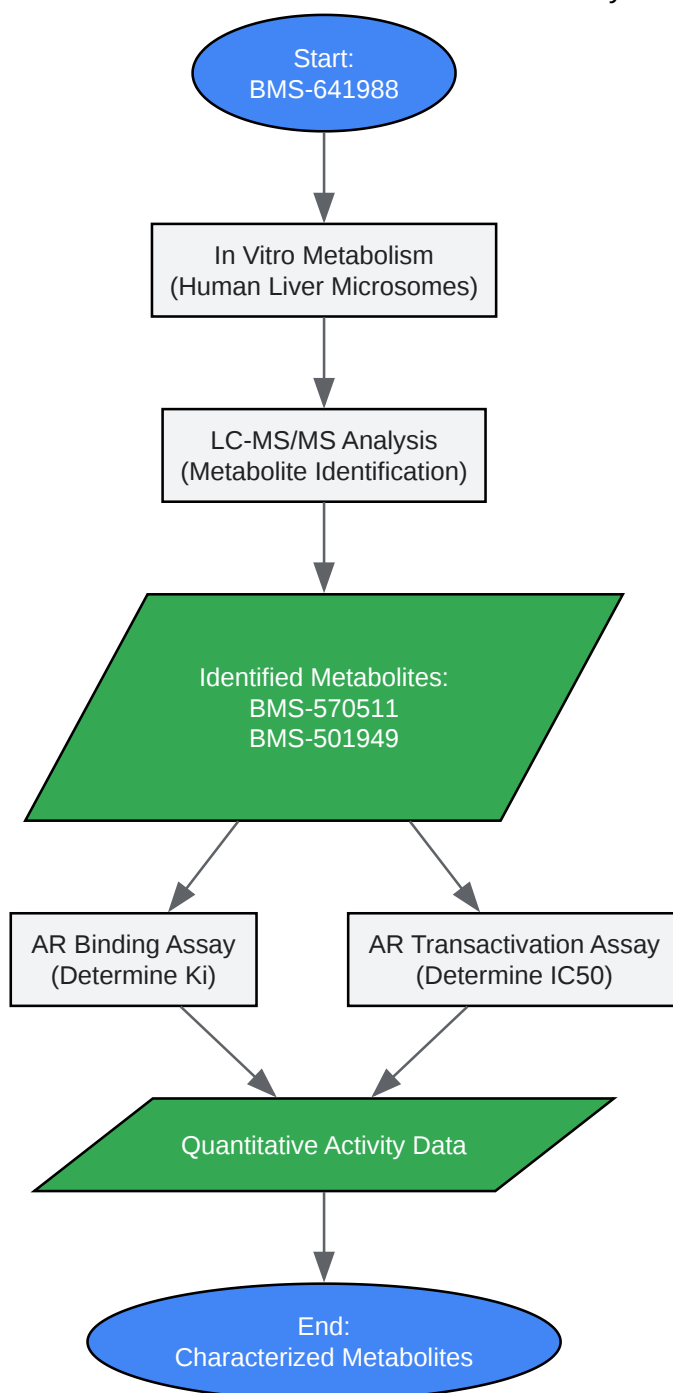 Start:
BMS-641988
In Vitro Metabolism
(Human Liver Microsomes)
LC-MS/MS Analysis
(Metabolite Identification)
Identified Metabolites:
BMS-570511
BMS-501949
AR Binding Assay
(Determine Ki)
AR Transactivation Assay
(Determine IC50)
Quantitative Activity Data
End:
Characterized Metabolites